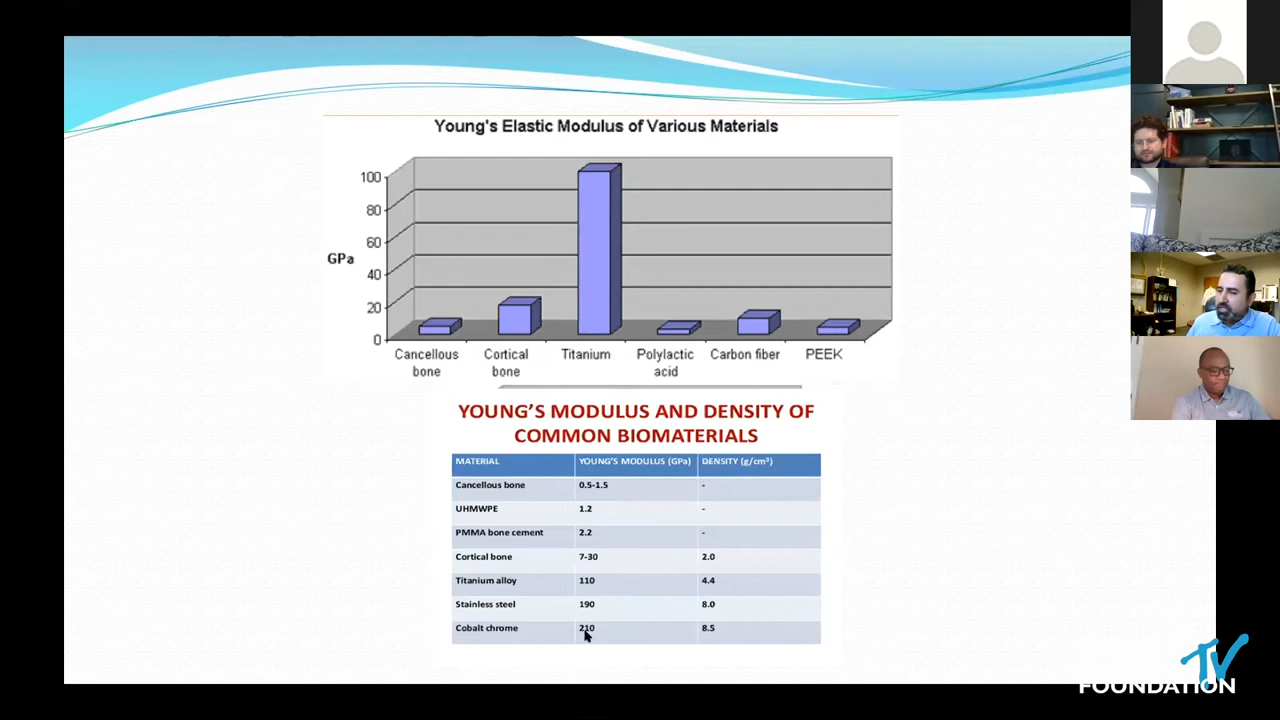 Young's Elastic Modulus of Various Materials
100
80
60
GPa
40
20
0
Cancellous bone
Cortical bone
Titanium
Polylactic acid
Carbon fiber
PEEK
YOUNG'S MODULUS AND DENSITY OF
COMMON BIOMATERIALS
MATERIAL YOUNG'S MODULUS (GPa) DENSITY (g/cm³)
Cancellous bone 0.5-1.5 -
UHMWPE 1.2 -
PMMA bone cement 2.2 -
Cortical bone 7-30 2.0
Titanium alloy 110 4.4
Stainless steel 190 8.0
Cobalt chrome 210 8.5
TV
FOUNDATION